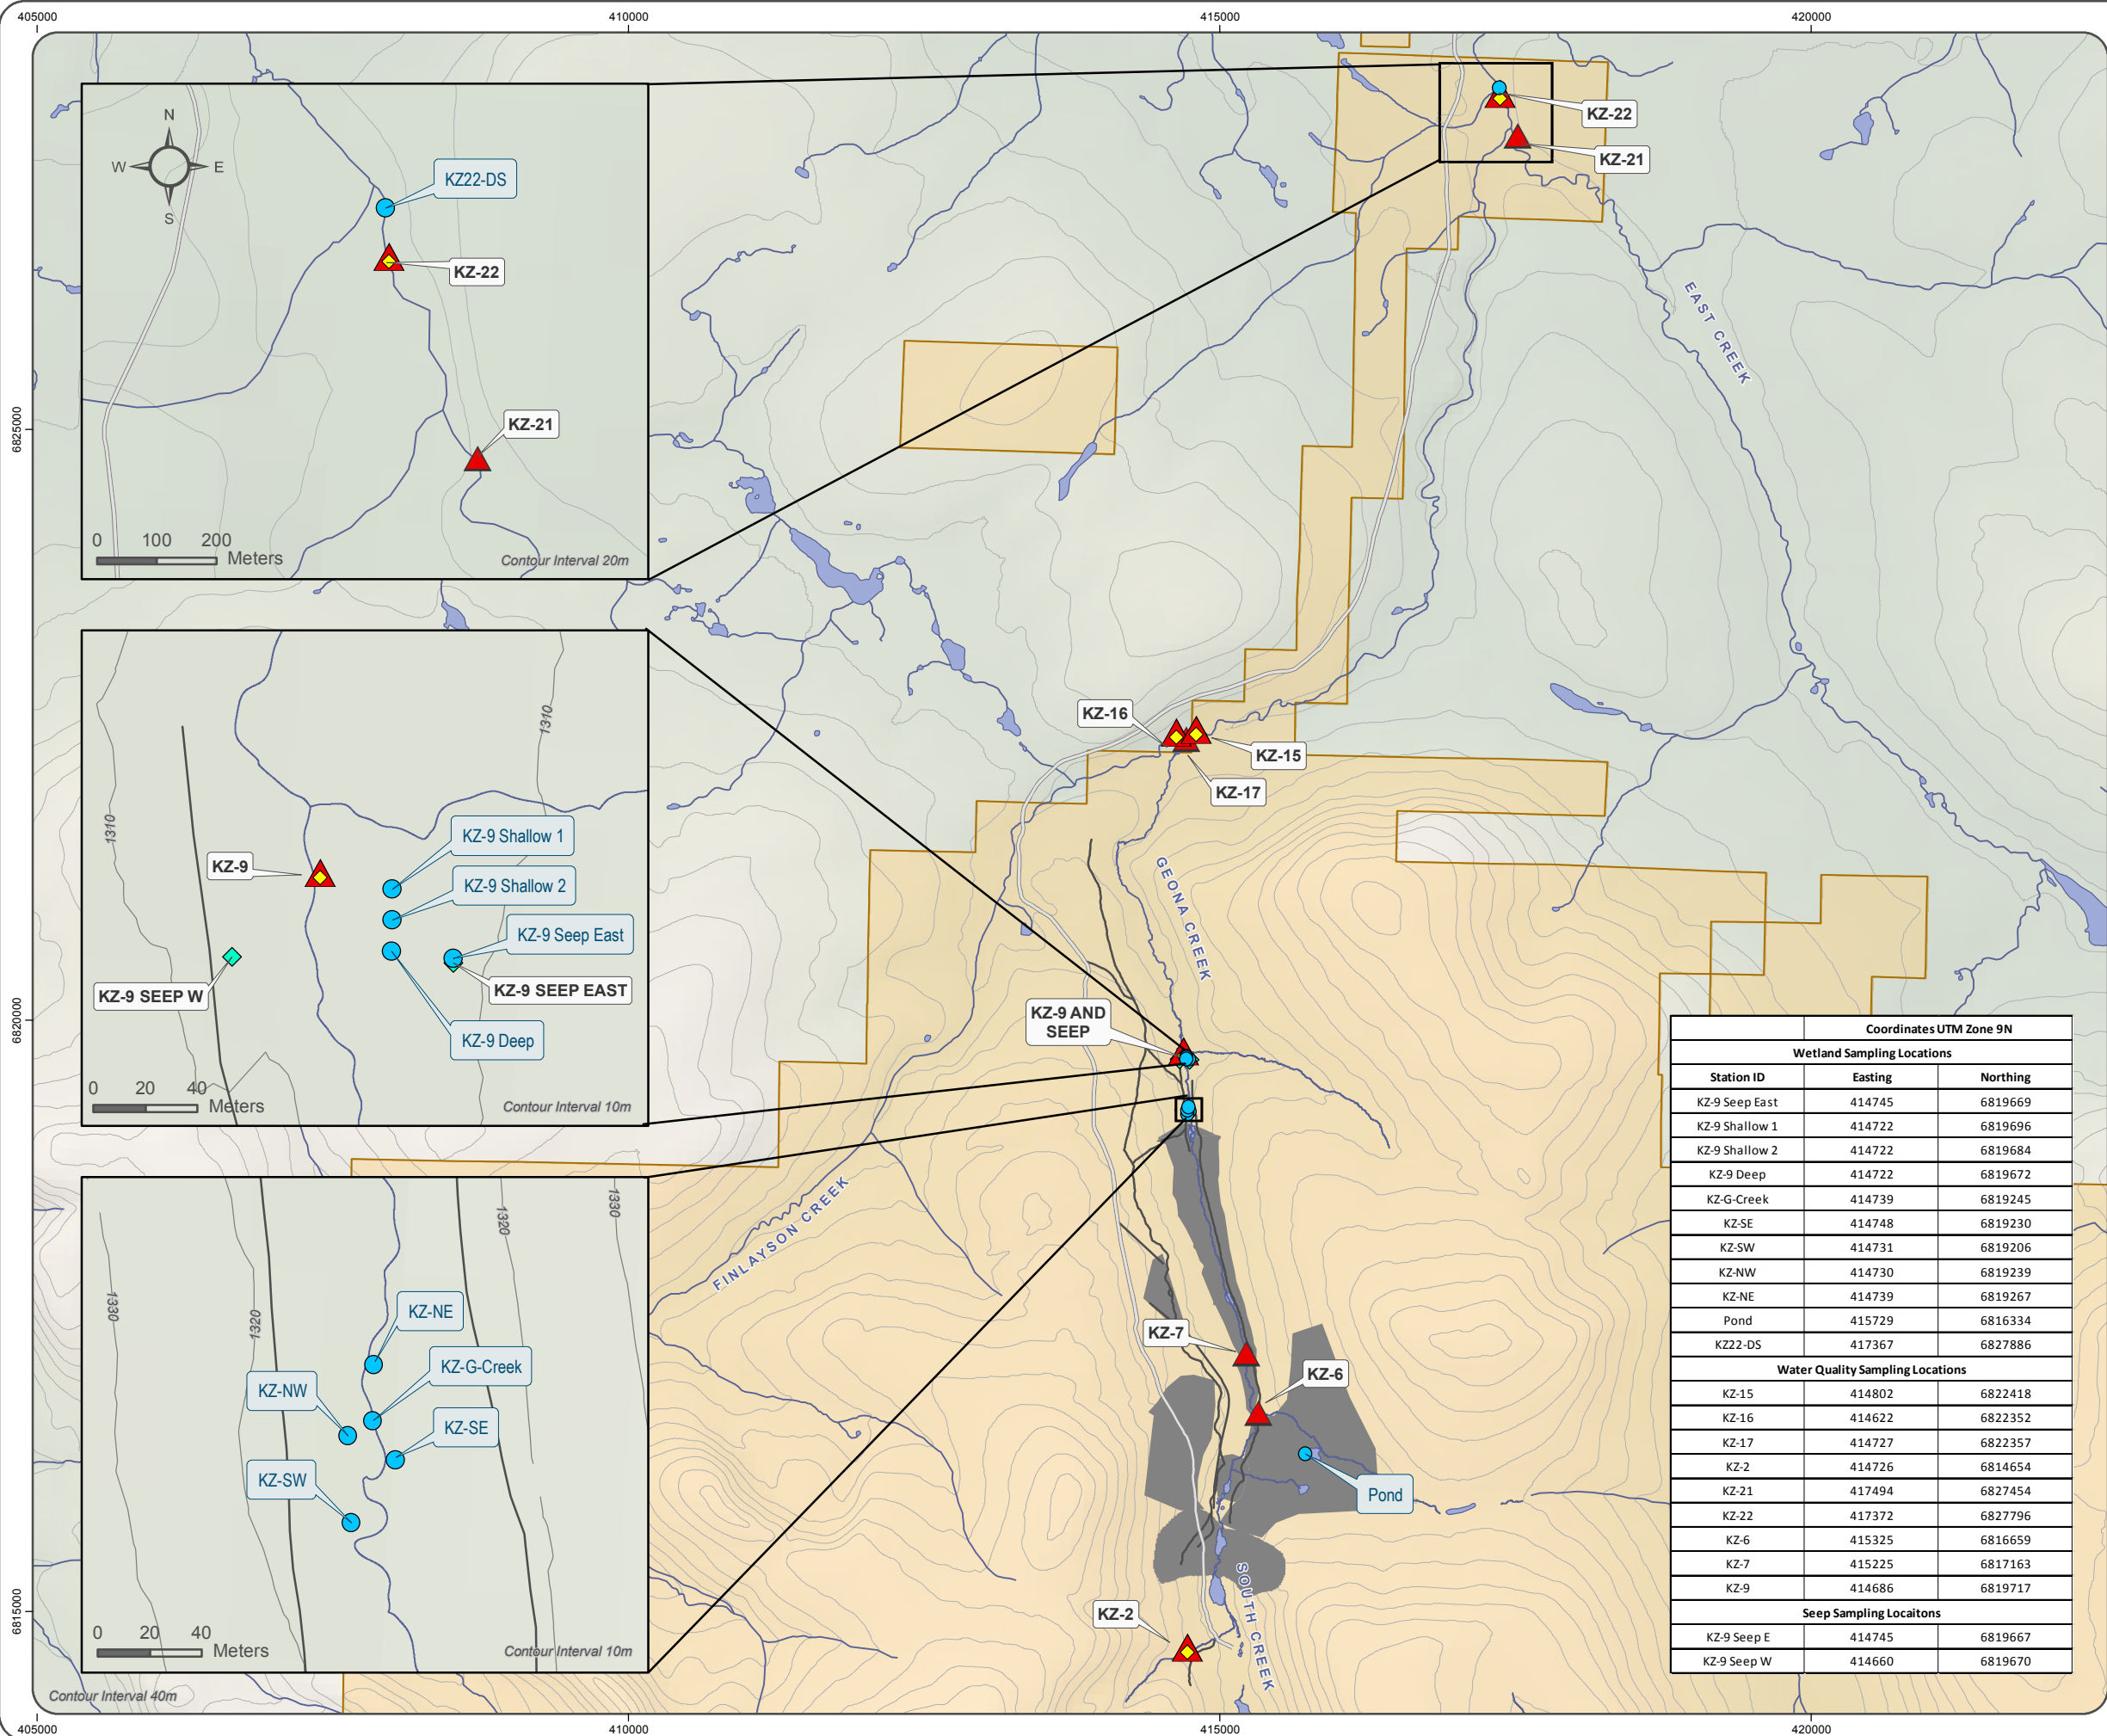 405000
410000
415000
420000
6825000
6820000
6815000
N
W
E
S
KZ22-DS
KZ-22
KZ-21
0 100 200
Meters
Contour Interval 20m
KZ-22
KZ-21
EAST CREEK
1310
1310
KZ-9 Shallow 1
KZ-9
KZ-9 Shallow 2
KZ-9 Seep East
KZ-9 SEEP W
KZ-9 SEEP EAST
KZ-9 Deep
0 20 40
Meters
Contour Interval 10m
KZ-16
KZ-15
KZ-17
GEONA CREEK
KZ-9 AND
SEEP
FINLAYSON CREEK
1330
1320
1320
1330
KZ-NE
KZ-G-Creek
KZ-NW
KZ-SE
KZ-SW
0 20 40
Meters
Contour Interval 10m
KZ-7
KZ-6
Pond
KZ-2
SOUTH CREEK
Contour Interval 40m
Coordinates UTM Zone 9N
Wetland Sampling Locations
Station ID Easting Northing
KZ-9 Seep East 414745 6819669
KZ-9 Shallow 1 414722 6819696
KZ-9 Shallow 2 414722 6819684
KZ-9 Deep 414722 6819672
KZ-G-Creek 414739 6819245
KZ-SE 414748 6819230
KZ-SW 414731 6819206
KZ-NW 414730 6819239
KZ-NE 414739 6819267
Pond 415729 6816334
KZ22-DS 417367 6827886
Water Quality Sampling Locations
KZ-15 414802 6822418
KZ-16 414622 6822352
KZ-17 414727 6822357
KZ-2 414726 6814654
KZ-21 417494 6827454
KZ-22 417372 6827796
KZ-6 415325 6816659
KZ-7 415225 6817163
KZ-9 414686 6819717
Seep Sampling Locaitons
KZ-9 Seep E 414745 6819667
KZ-9 Seep W 414660 6819670
405000
410000
415000
420000